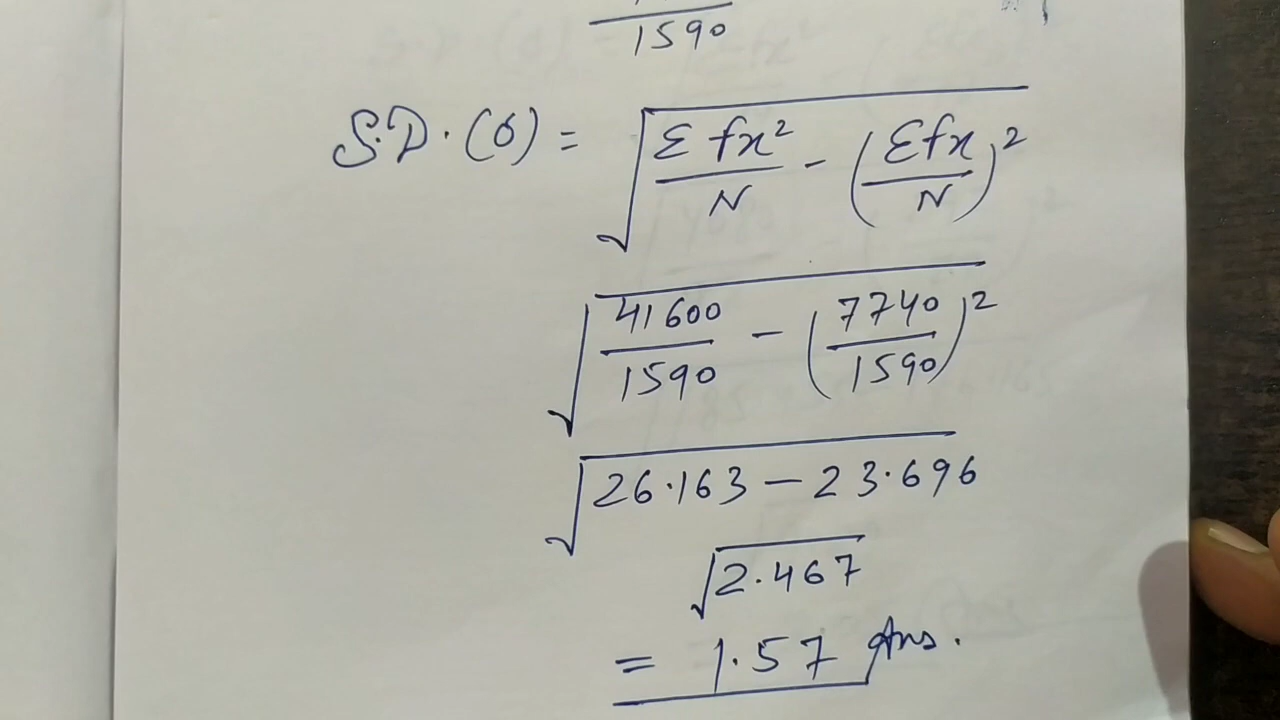 1590
S.D. (σ) = √(Σfx²/N - (Σfx/N)²)
√(41600/1590 - (7740/1590)²)
√(26.163 - 23.696)
√2.467
= 1.57 Ans.